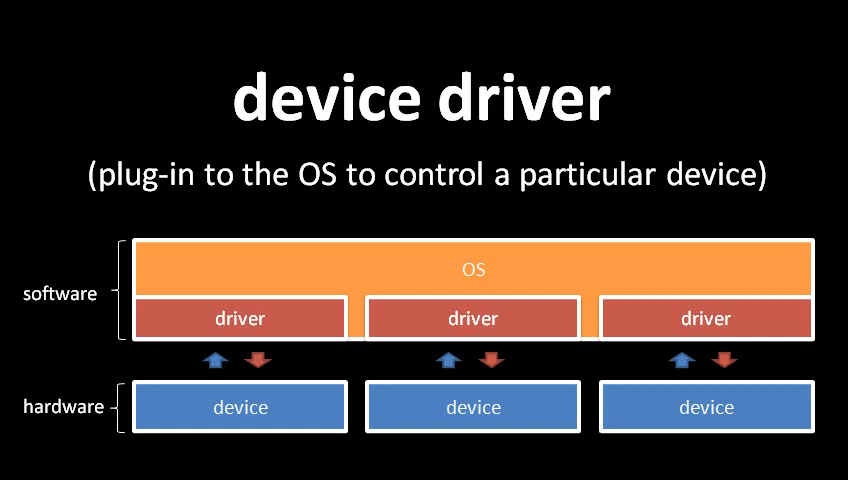 device driver
(plug-in to the OS to control a particular device)
OS
software
driver driver driver
hardware
device device device